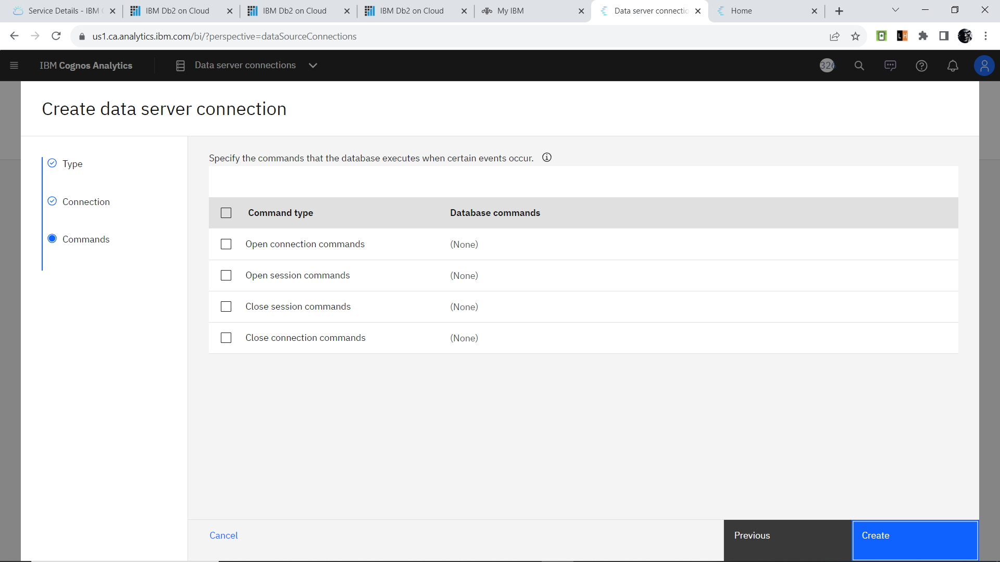 Service Details - IBM
IBM Db2 on Cloud
IBM Db2 on Cloud
IBM Db2 on Cloud
My IBM
Data server connectio
Home
us1.ca.analytics.ibm.com/bi/?perspective=dataSourceConnections
LH
IBM Cognos Analytics
Data server connections
326
Create data server connection
Type
Connection
Commands
Specify the commands that the database executes when certain events occur.
Command type Database commands
Open connection commands (None)
Open session commands (None)
Close session commands (None)
Close connection commands (None)
Cancel
Previous
Create